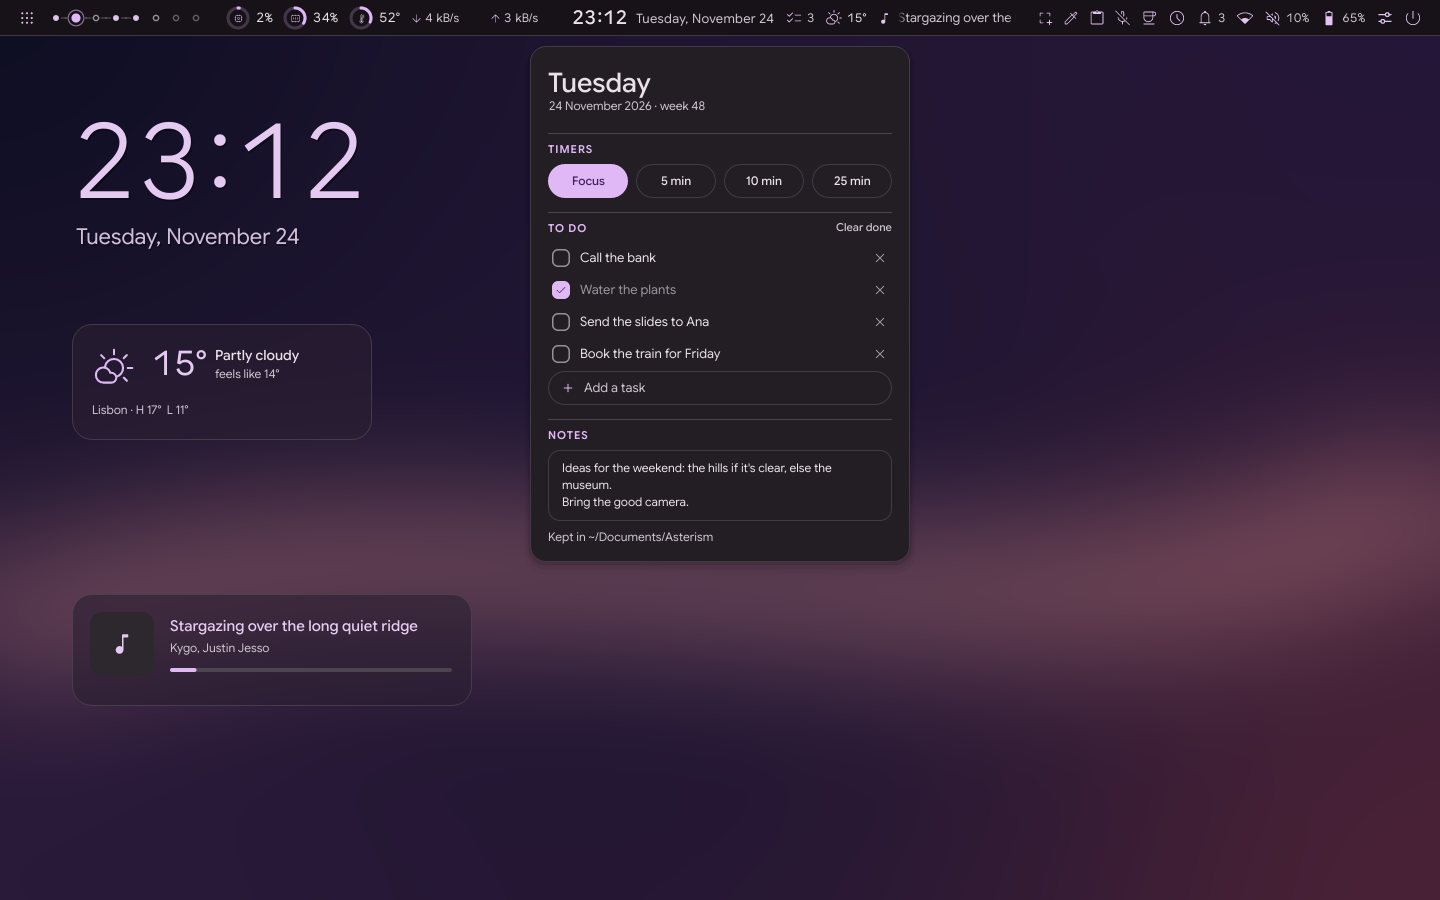 2%
34%
52°
↓ 4 kB/s
↑ 3 kB/s
23:12
Tuesday, November 24
3
15°
Stargazing over the
3
10%
65%
23:12
Tuesday, November 24
15°
Partly cloudy
feels like 14°
Lisbon · H 17° L 11°
Stargazing over the long quiet ridge
Kygo, Justin Jesso
Tuesday
24 November 2026 · week 48
TIMERS
Focus
5 min
10 min
25 min
TO DO
Clear done
Call the bank
Water the plants
Send the slides to Ana
Book the train for Friday
+ Add a task
NOTES
Ideas for the weekend: the hills if it's clear, else the
museum.
Bring the good camera.
Kept in ~/Documents/Asterism